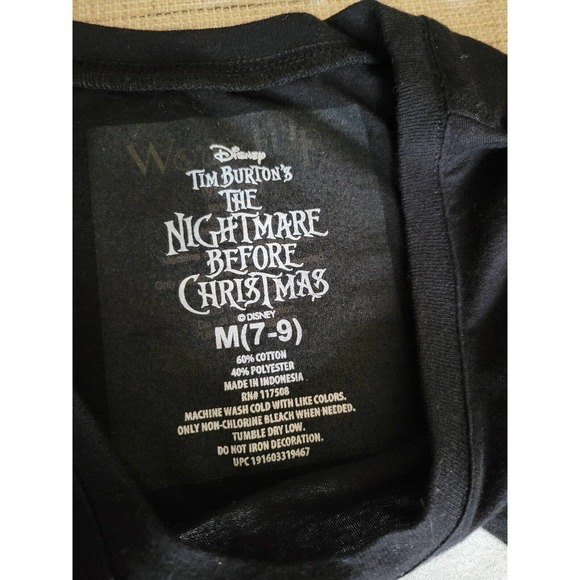 Disney
TIM BURTON'S
THE
NIGHTMARE
BEFORE
CHRISTMAS
© DISNEY
M(7-9)
60% COTTON
40% POLYESTER
MADE IN INDONESIA
RN# 117508
MACHINE WASH COLD WITH LIKE COLORS.
ONLY NON-CHLORINE BLEACH WHEN NEEDED.
TUMBLE DRY LOW.
DO NOT IRON DECORATION.
UPC 191603319467